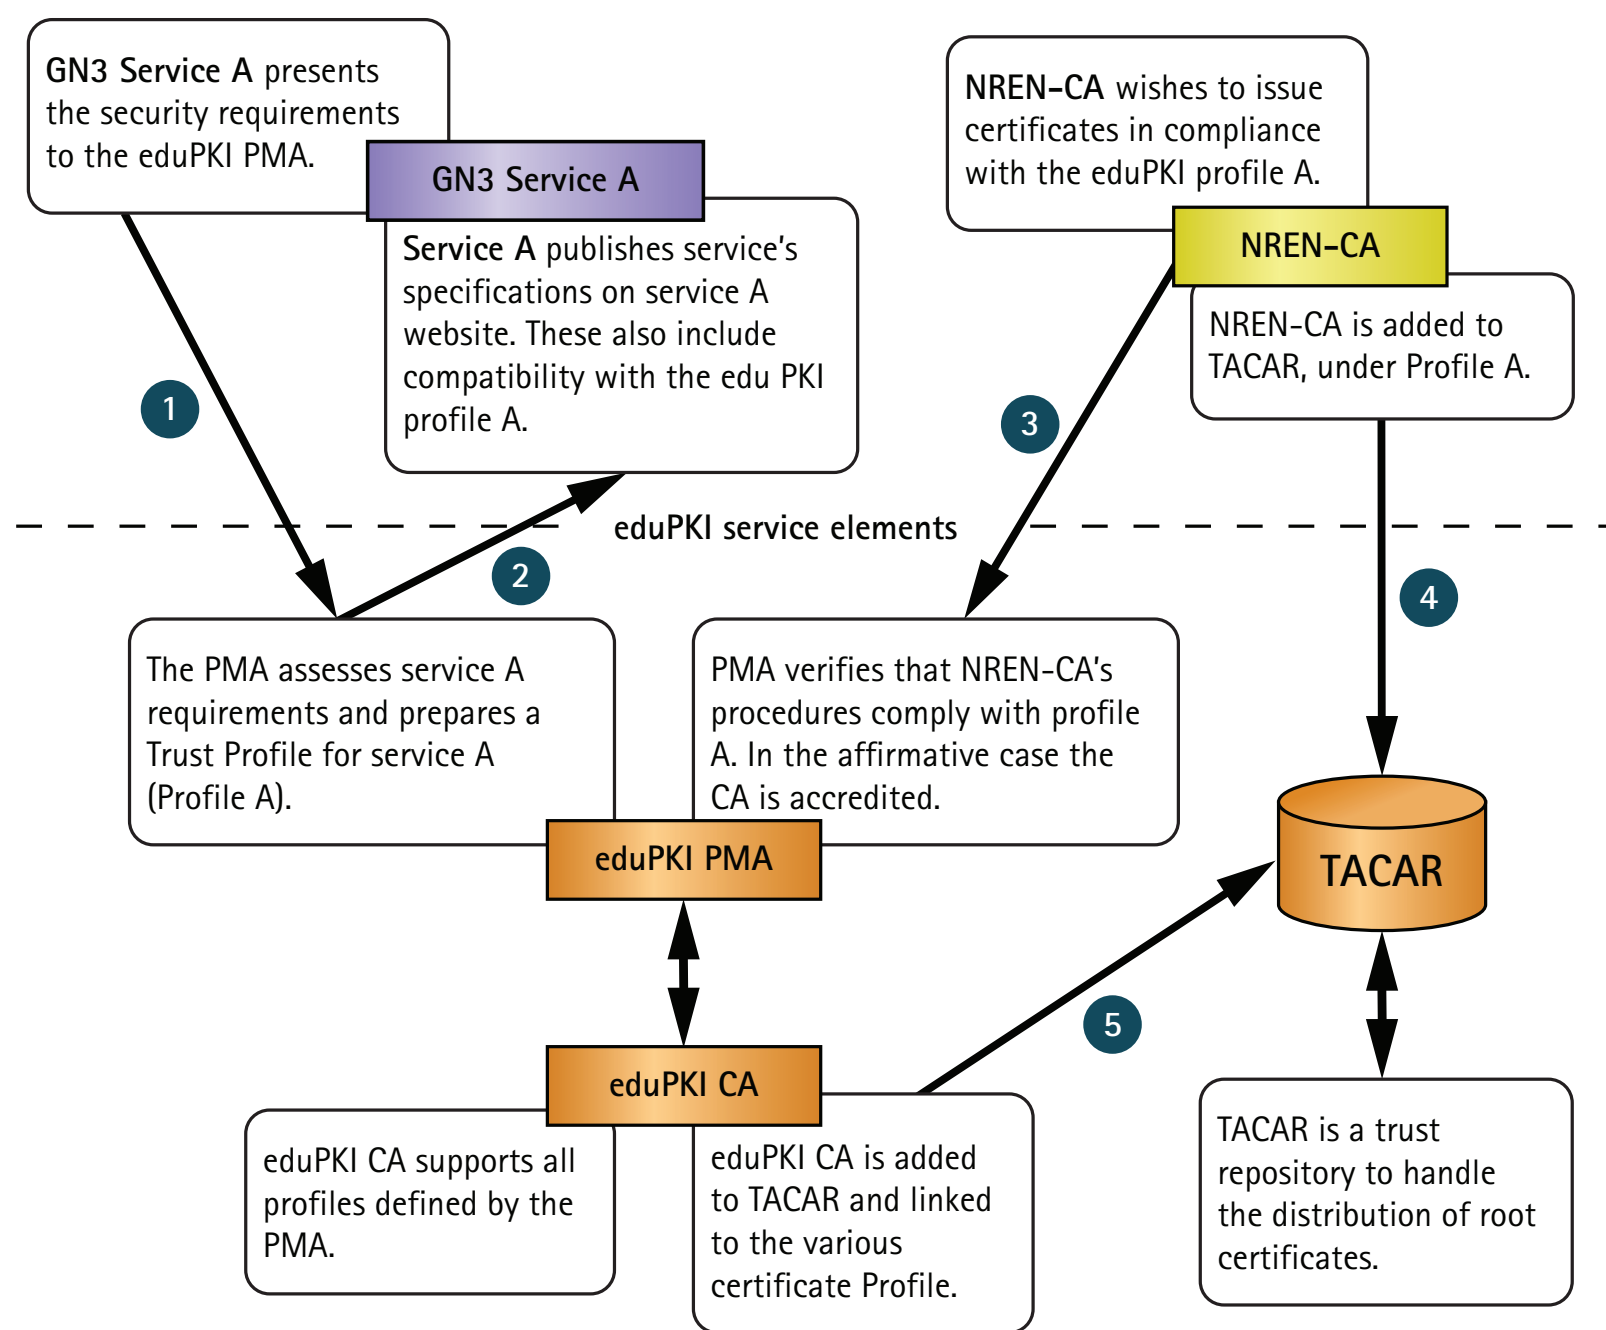 GN3 Service A presents
the security requirements
to the eduPKI PMA.
GN3 Service A
Service A publishes service's
specifications on service A
website. These also include
compatibility with the edu PKI
profile A.
NREN-CA wishes to issue
certificates in compliance
with the eduPKI profile A.
NREN-CA
NREN-CA is added to
TACAR, under Profile A.
1
3
eduPKI service elements
2
4
The PMA assesses service A
requirements and prepares a
Trust Profile for service A
(Profile A).
PMA verifies that NREN-CA's
procedures comply with profile
A. In the affirmative case the
CA is accredited.
eduPKI PMA
TACAR
5
eduPKI CA
eduPKI CA supports all
profiles defined by the
PMA.
eduPKI CA is added
to TACAR and linked
to the various
certificate Profile.
TACAR is a trust
repository to handle
the distribution of root
certificates.